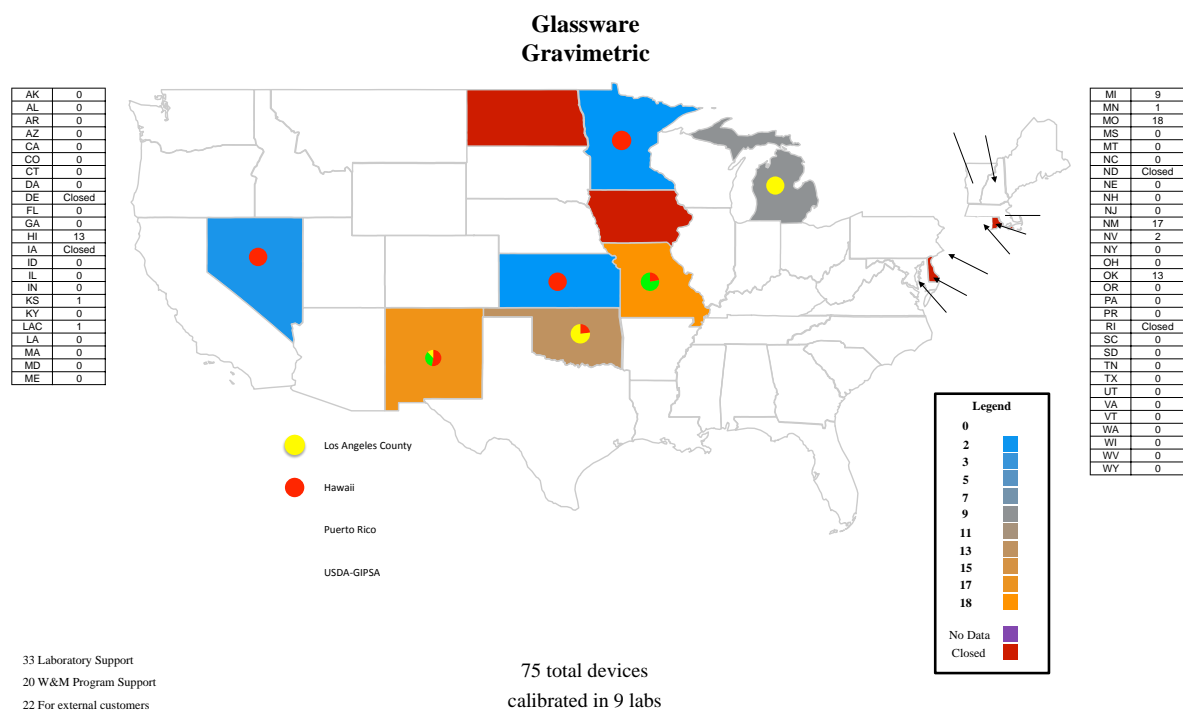 Glassware
Gravimetric
AK 0
AL 0
AR 0
AZ 0
CA 0
CO 0
CT 0
DA 0
DE Closed
FL 0
GA 0
HI 13
IA Closed
ID 0
IL 0
IN 0
KS 1
KY 0
LAC 1
LA 0
MA 0
MD 0
ME 0
MI 9
MN 1
MO 18
MS 0
MT 0
NC 0
ND Closed
NE 0
NH 0
NJ 0
NM 17
NV 2
NY 0
OH 0
OK 13
OR 0
PA 0
PR 0
RI Closed
SC 0
SD 0
TN 0
TX 0
UT 0
VA 0
VT 0
WA 0
WI 0
WV 0
WY 0
Los Angeles County
Hawaii
Puerto Rico
USDA-GIPSA
Legend
0
2
3
5
7
9
11
13
15
17
18
No Data
Closed
33 Laboratory Support
20 W&M Program Support
22 For external customers
75 total devices
calibrated in 9 labs